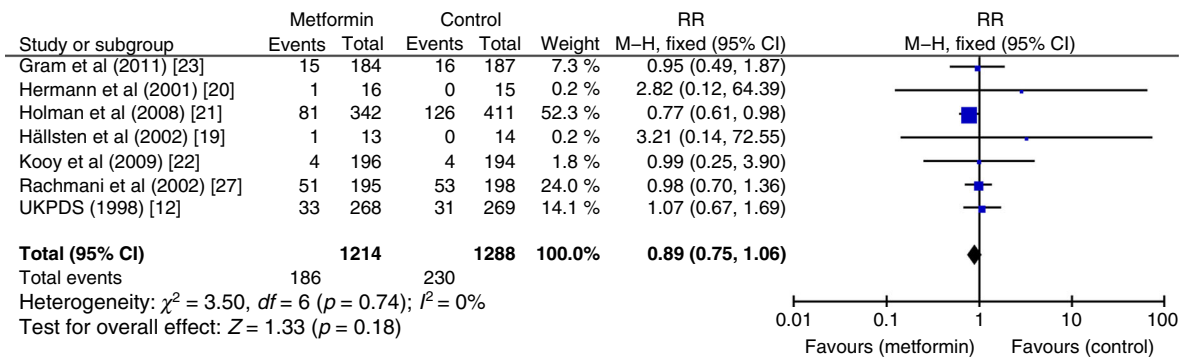 Metformin Control RR RR
Study or subgroup Events Total Events Total Weight M–H, fixed (95% CI) M–H, fixed (95% CI)
Gram et al (2011) [23] 15 184 16 187 7.3 % 0.95 (0.49, 1.87)
Hermann et al (2001) [20] 1 16 0 15 0.2 % 2.82 (0.12, 64.39)
Holman et al (2008) [21] 81 342 126 411 52.3 % 0.77 (0.61, 0.98)
Hällsten et al (2002) [19] 1 13 0 14 0.2 % 3.21 (0.14, 72.55)
Kooy et al (2009) [22] 4 196 4 194 1.8 % 0.99 (0.25, 3.90)
Rachmani et al (2002) [27] 51 195 53 198 24.0 % 0.98 (0.70, 1.36)
UKPDS (1998) [12] 33 268 31 269 14.1 % 1.07 (0.67, 1.69)
Total (95% CI) 1214 1288 100.0% 0.89 (0.75, 1.06)
Total events 186 230
Heterogeneity: χ² = 3.50, df = 6 (p = 0.74); I² = 0%
Test for overall effect: Z = 1.33 (p = 0.18)
0.01 0.1 1 10 100
Favours (metformin) Favours (control)